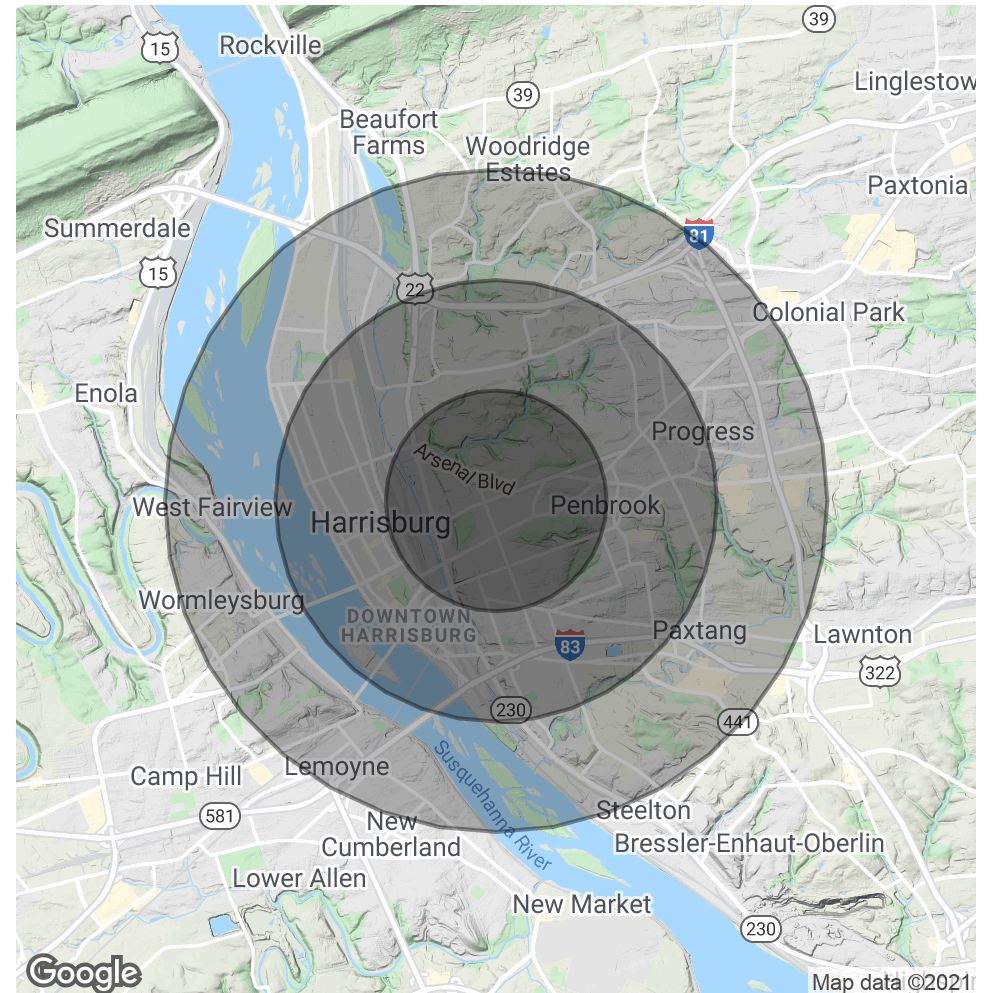 39
15
Rockville
Linglestow
39
Beaufort
Farms
Woodridge
Estates
Paxtonia
Summerdale
81
15
22
Colonial Park
Enola
Progress
Arsenal Blvd
West Fairview
Penbrook
Harrisburg
Wormleysburg
DOWNTOWN
HARRISBURG
Paxtang
Lawnton
83
322
230
441
Susquehanna River
Lemoyne
Camp Hill
581
Steelton
New
Cumberland
Bressler-Enhaut-Oberlin
Lower Allen
New Market
230
Google
Map data ©2021